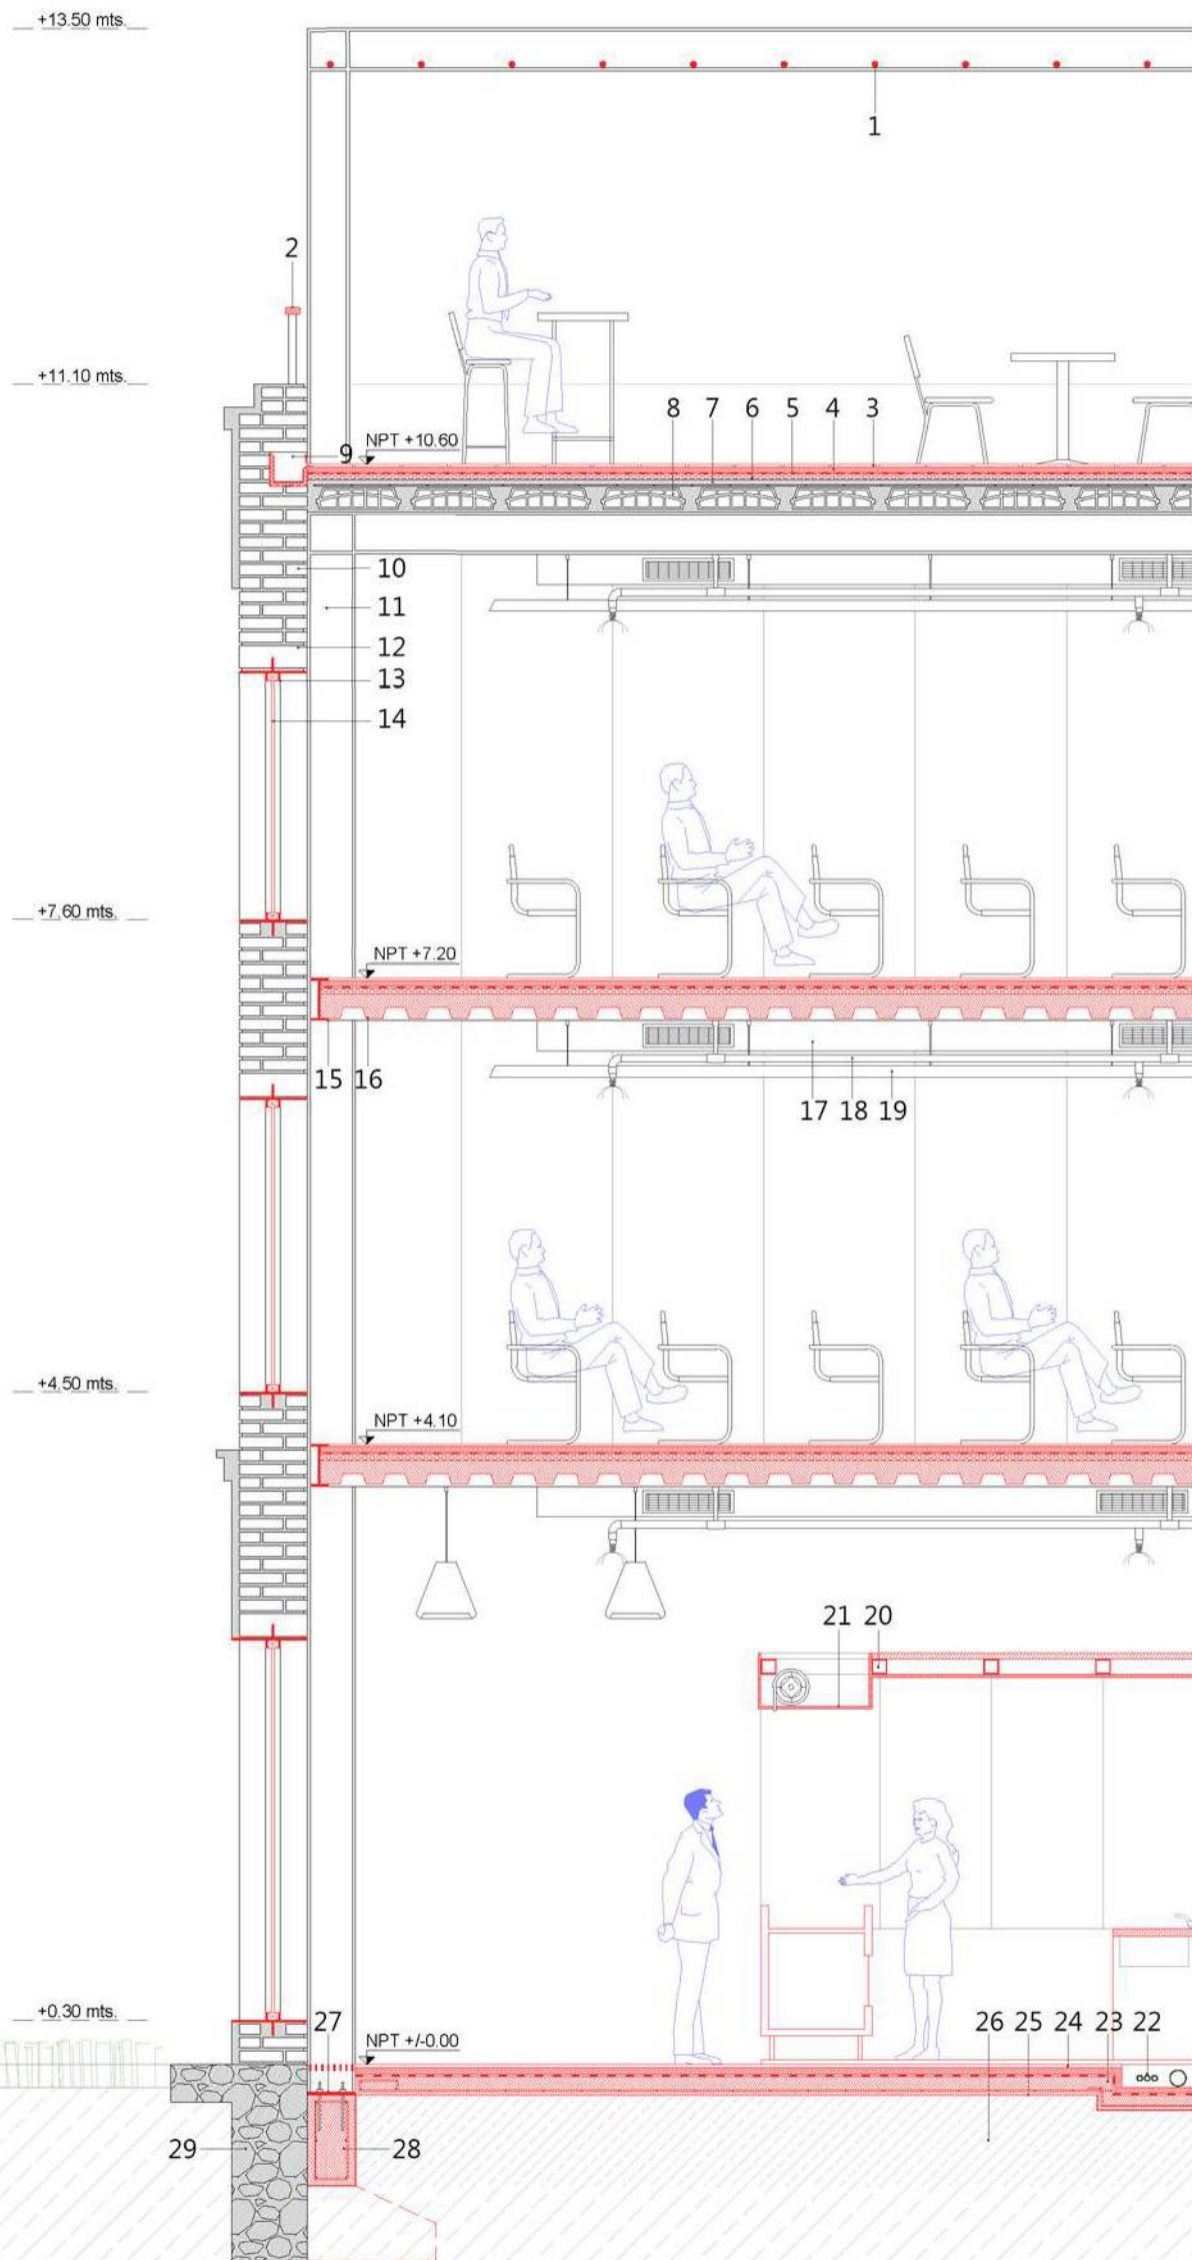 +13.50 mts.
1
2
+11.10 mts.
8 7 6 5 4 3
NPT +10.60
9
10
11
12
13
14
+7.60 mts.
NPT +7.20
15 16
17 18 19
+4.50 mts.
NPT +4.10
21 20
+0.30 mts.
27
NPT +/-0.00
26 25 24 23 22
29
28